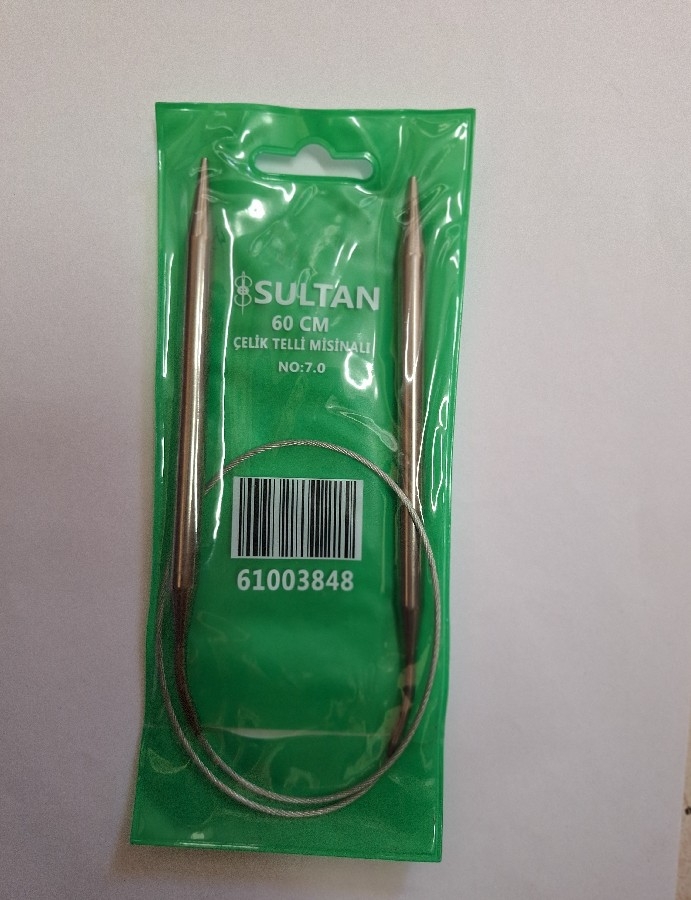 SULTAN
60 CM
ÇELİK TELLİ MİSİNALI
NO:7.0
61003848